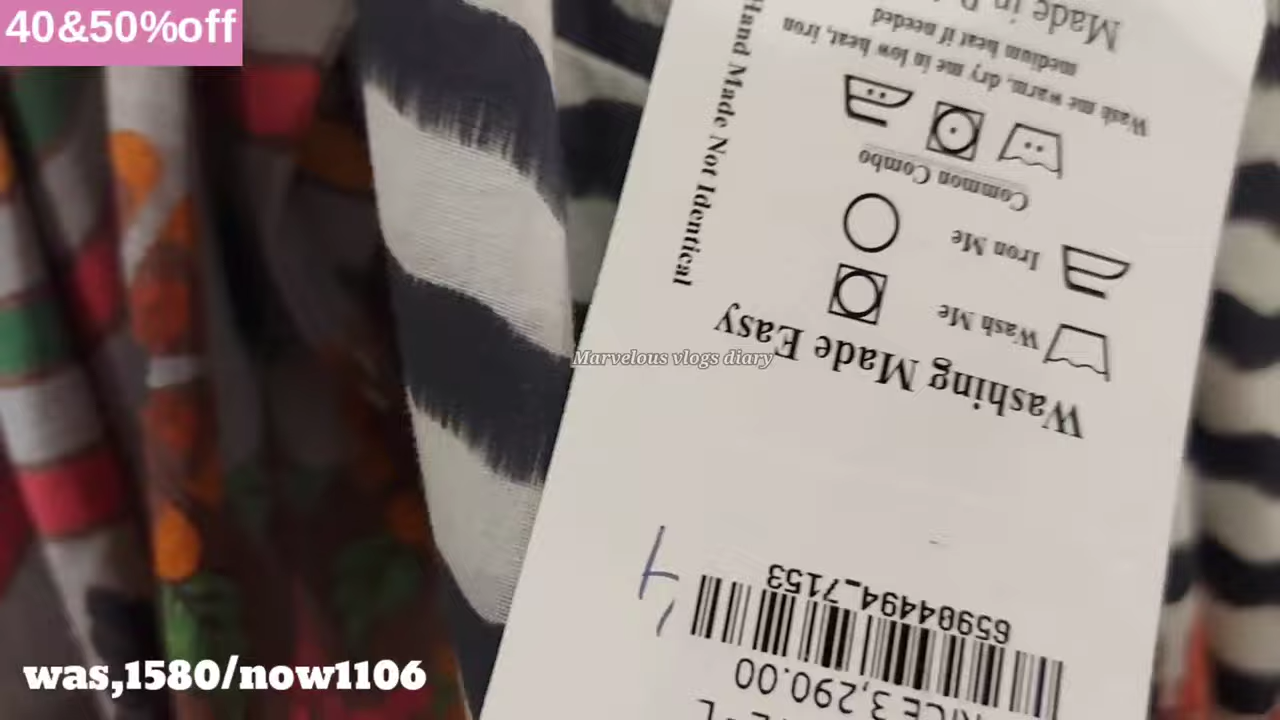 40&50%off
Made in
medium heat if needed
Wash me warm, dry me in low heat, iron
Common Combo
Iron Me
Wash Me
Washing Made Easy
Hand Made Not Identical
Marvelous vlogs diary
4
65904494_7153
3,290.00
was,1580/now1106